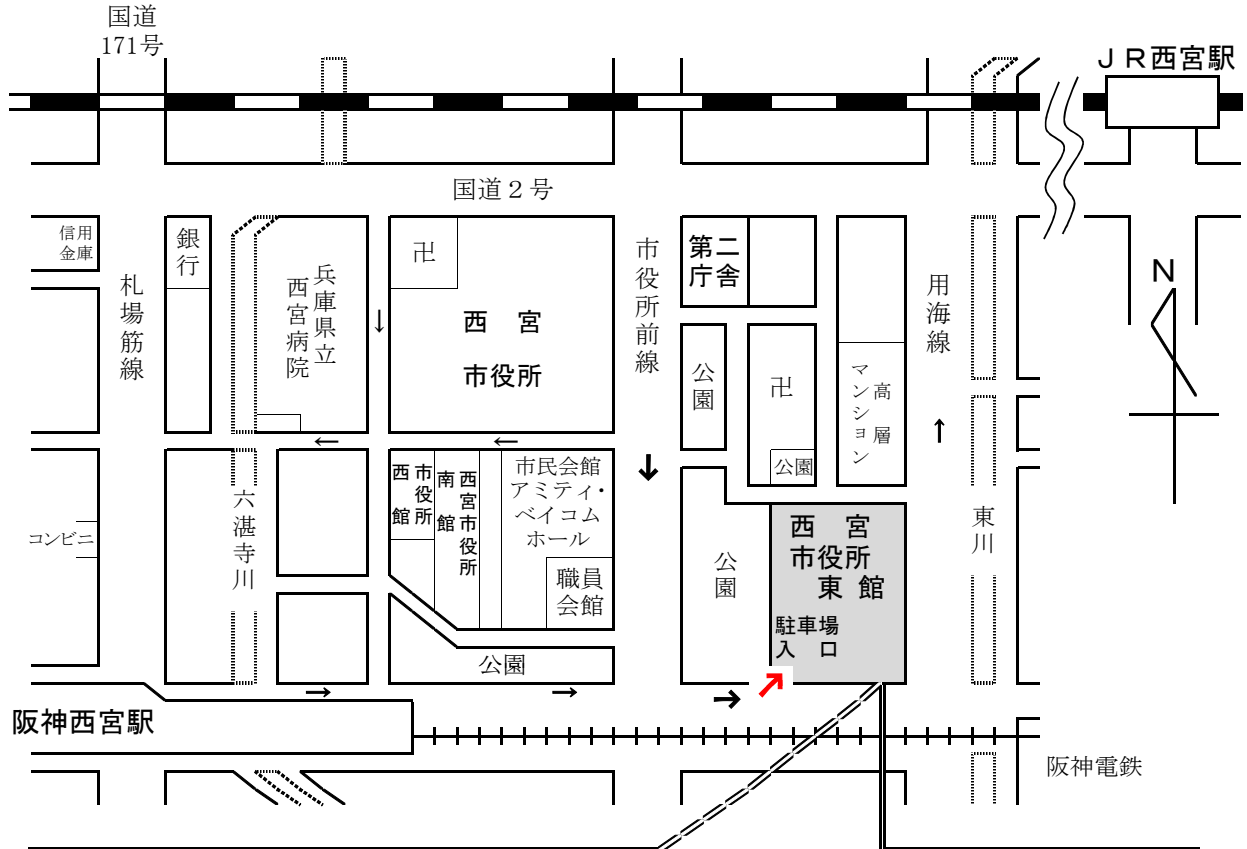 国道
171号
ＪＲ西宮駅
国道２号
信用
金庫
銀行
札場筋線
兵庫県立
西宮病院
卍
西　宮
市役所
市役所前線
第二
庁舎
公園
卍
公園
高層
マンション
用海線
N
↓
←
←
↓
↑
コンビニ
六湛寺川
市役所
西館
西宮市役所
南館
市民会館
アミティ・
ベイコム
ホール
職員
会館
公園
公園
西　宮
市役所
東　館
駐車場
入　口
東川
→
→
→
阪神西宮駅
阪神電鉄